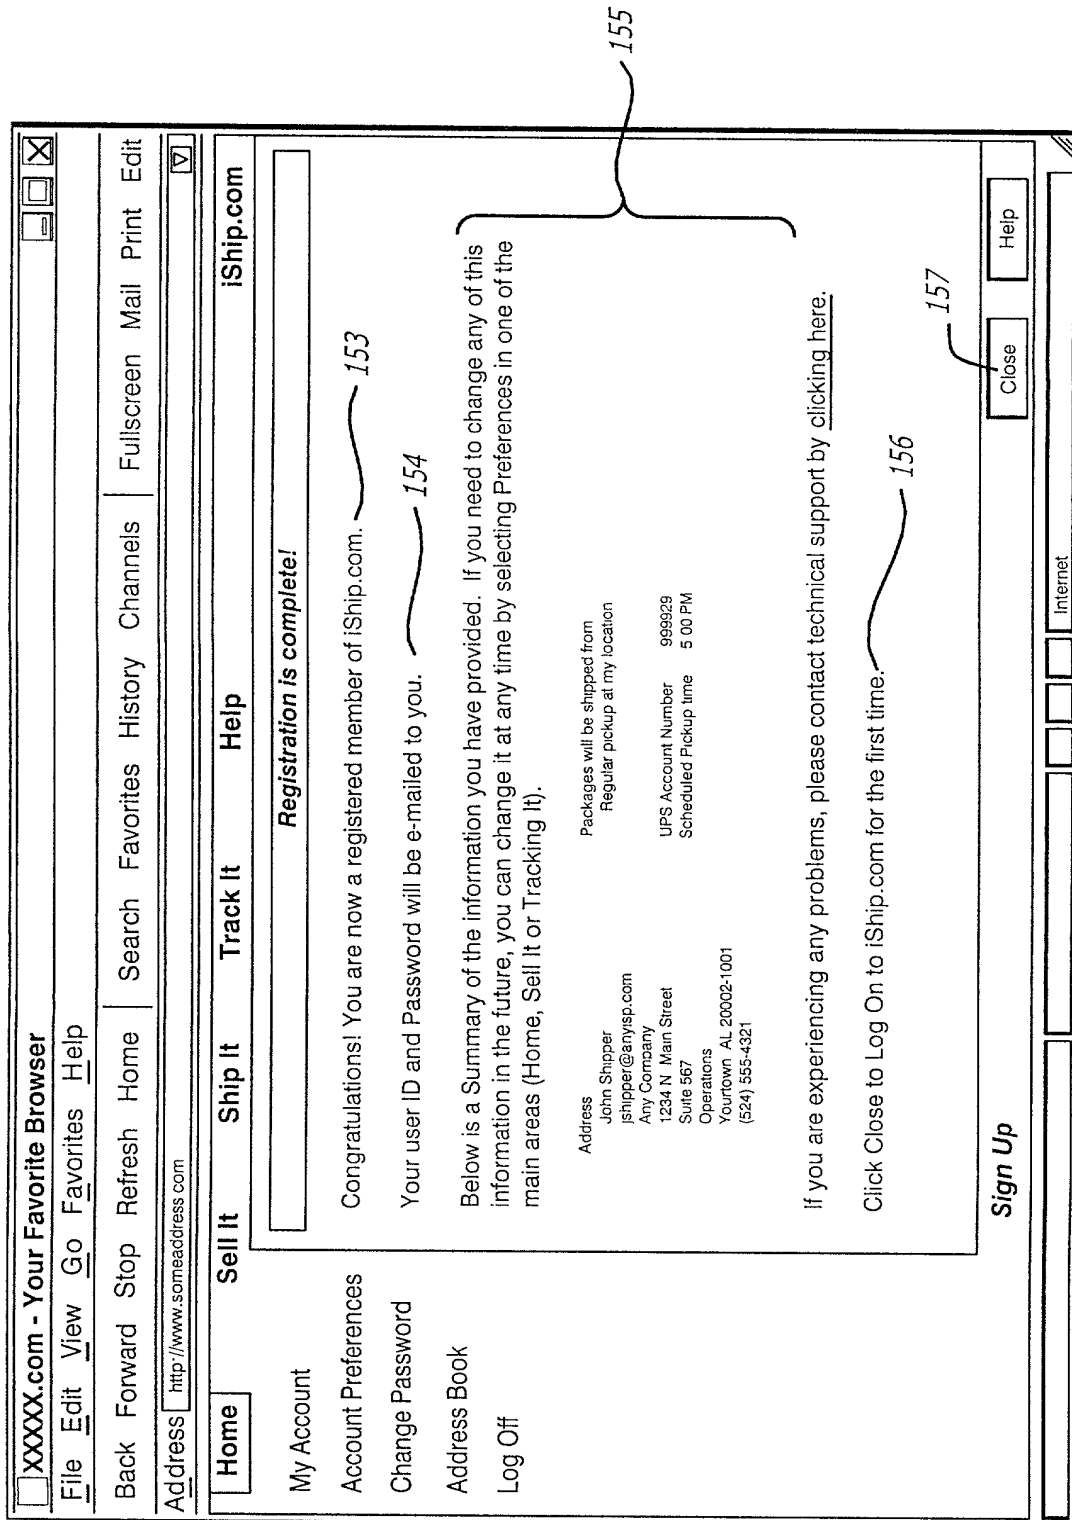 XXXXX.com - Your Favorite Browser
File Edit View Go Favorites Help
Back Forward Stop Refresh Home Search Favorites History Channels Fullscreen Mail Print Edit
Address http://www.someaddress com
Home Sell It Ship It Track It Help iShip.com
My Account
Account Preferences
Change Password
Address Book
Log Off
Registration is complete!
Congratulations! You are now a registered member of iShip.com. 153
Your user ID and Password will be e-mailed to you. 154
Below is a Summary of the information you have provided. If you need to change any of this
information in the future, you can change it at any time by selecting Preferences in one of the
main areas (Home, Sell It or Tracking It).
155
Address
John Shipper
jshipper@anyisp.com
Any Company
1234 N Main Street
Suite 567
Operations
Yourtown AL 20002-1001
(524) 555-4321
Packages will be shipped from
Regular pickup at my location
UPS Account Number 999929
Scheduled Pickup time 5 00 PM
If you are experiencing any problems, please contact technical support by clicking here.
Click Close to Log On to iShip.com for the first time. 156
157
Sign Up Close Help
Internet